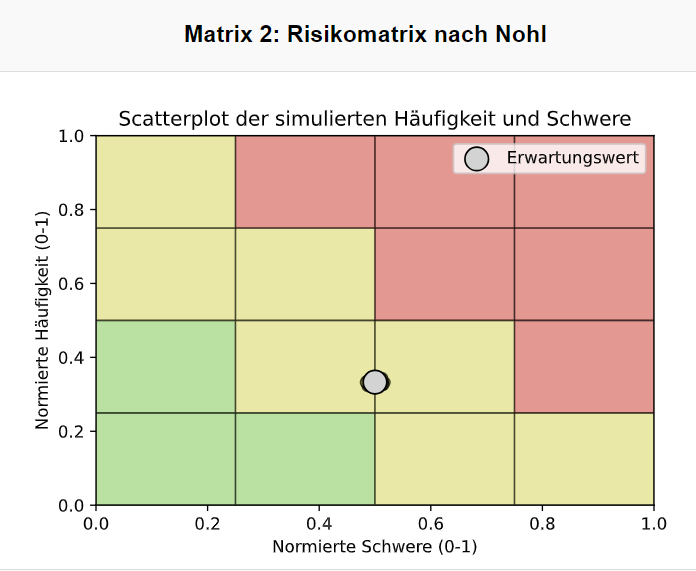 Matrix 2: Risikomatrix nach Nohl
Scatterplot der simulierten Häufigkeit und Schwere
Erwartungswert
Normierte Häufigkeit (0-1)
1.0
0.8
0.6
0.4
0.2
0.0
0.0 0.2 0.4 0.6 0.8 1.0
Normierte Schwere (0-1)